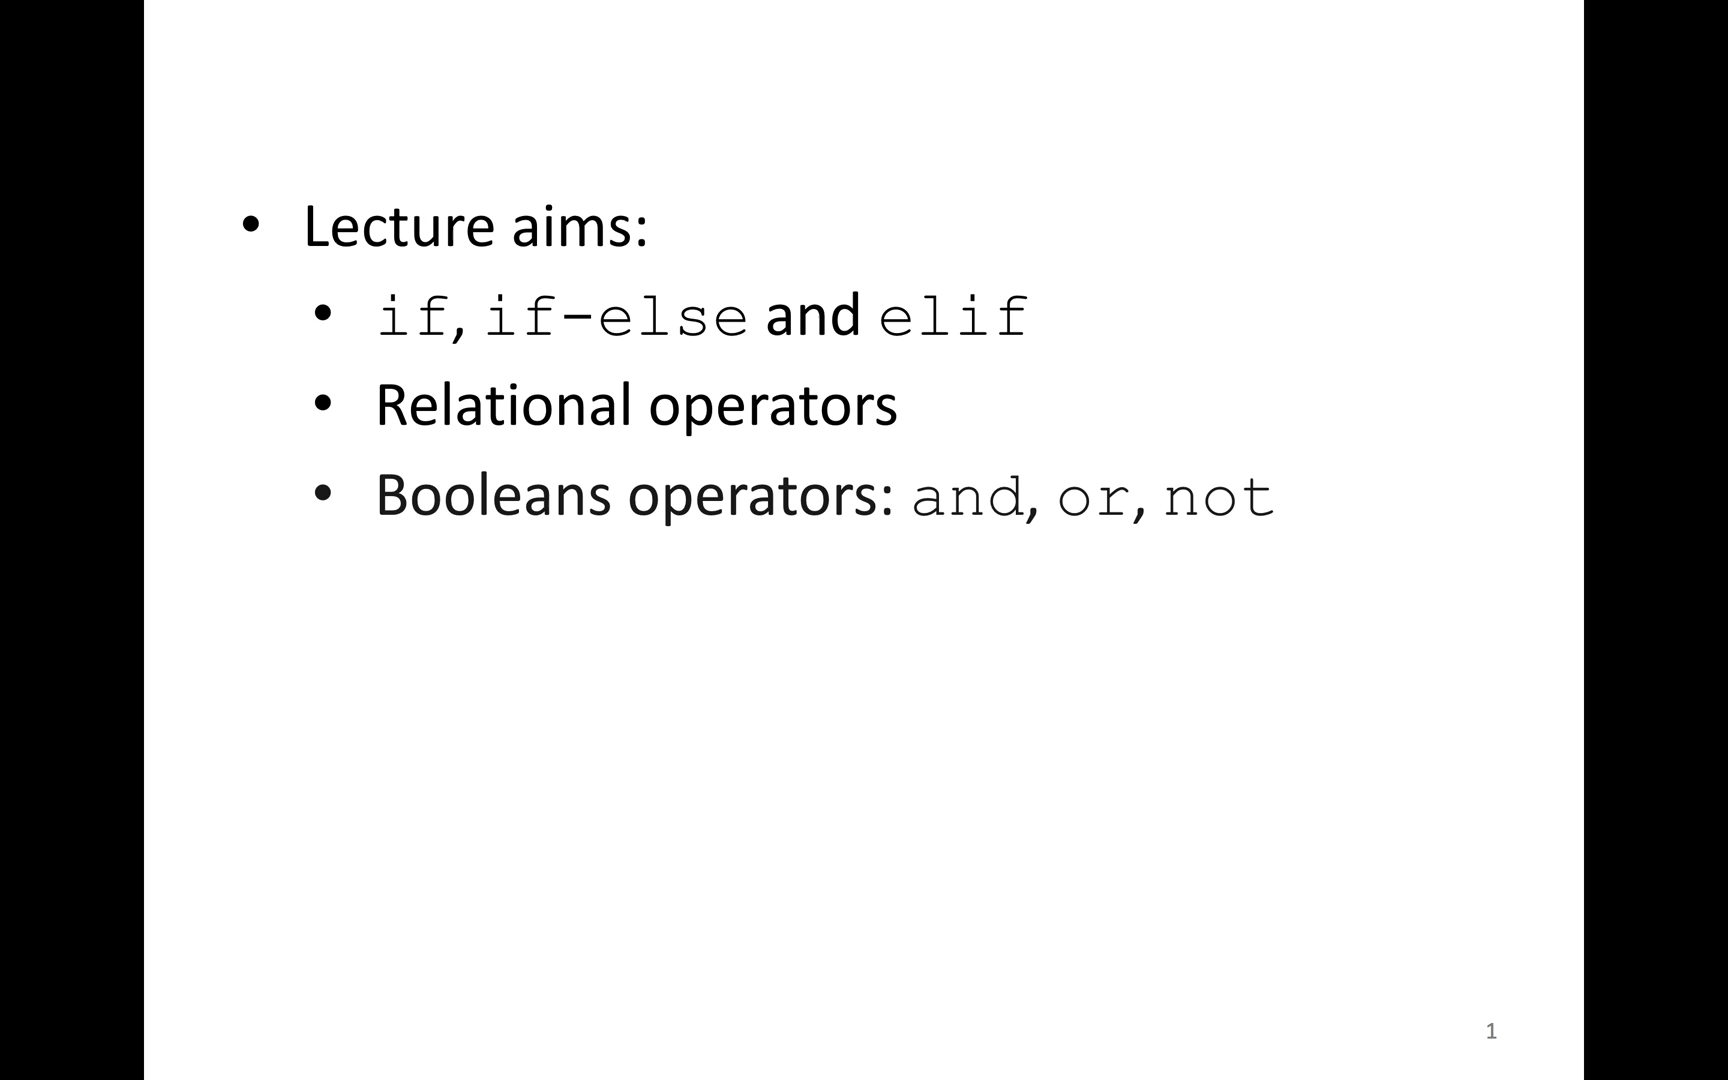 • Lecture aims:
• if, if-else and elif
• Relational operators
• Booleans operators: and, or, not
1